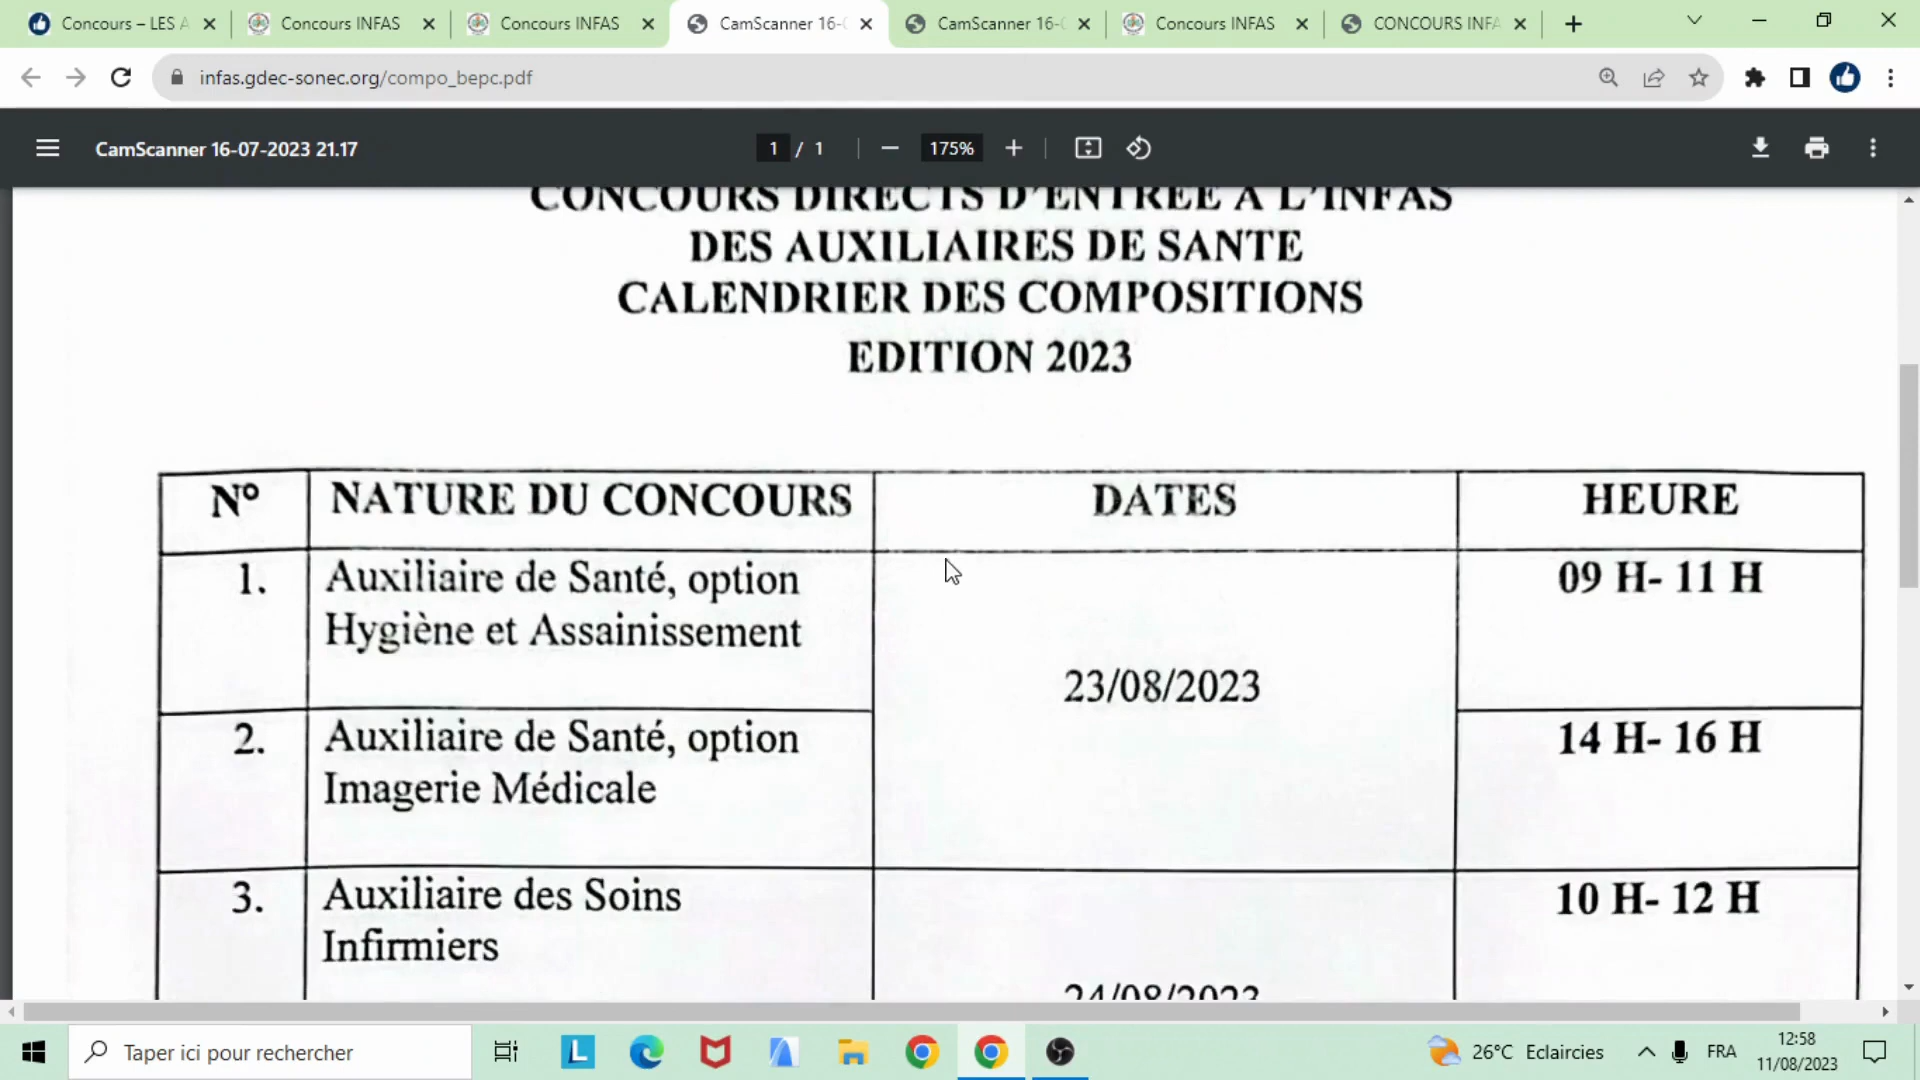 Concours – LES A
Concours INFAS
Concours INFAS
CamScanner 16-0
CamScanner 16-0
Concours INFAS
CONCOURS INFA
infas.gdec-sonec.org/compo_bepc.pdf
CamScanner 16-07-2023 21.17
1 / 1
175%
CONCOURS DIRECTS D'ENTREE A L'INFAS
DES AUXILIAIRES DE SANTE
CALENDRIER DES COMPOSITIONS
EDITION 2023
N° NATURE DU CONCOURS DATES HEURE
1. Auxiliaire de Santé, option 09 H- 11 H
Hygiène et Assainissement
23/08/2023
2. Auxiliaire de Santé, option 14 H- 16 H
Imagerie Médicale
3. Auxiliaire des Soins 10 H- 12 H
Infirmiers
24/08/2023
Taper ici pour rechercher
26°C Eclaircies
FRA
12:58
11/08/2023